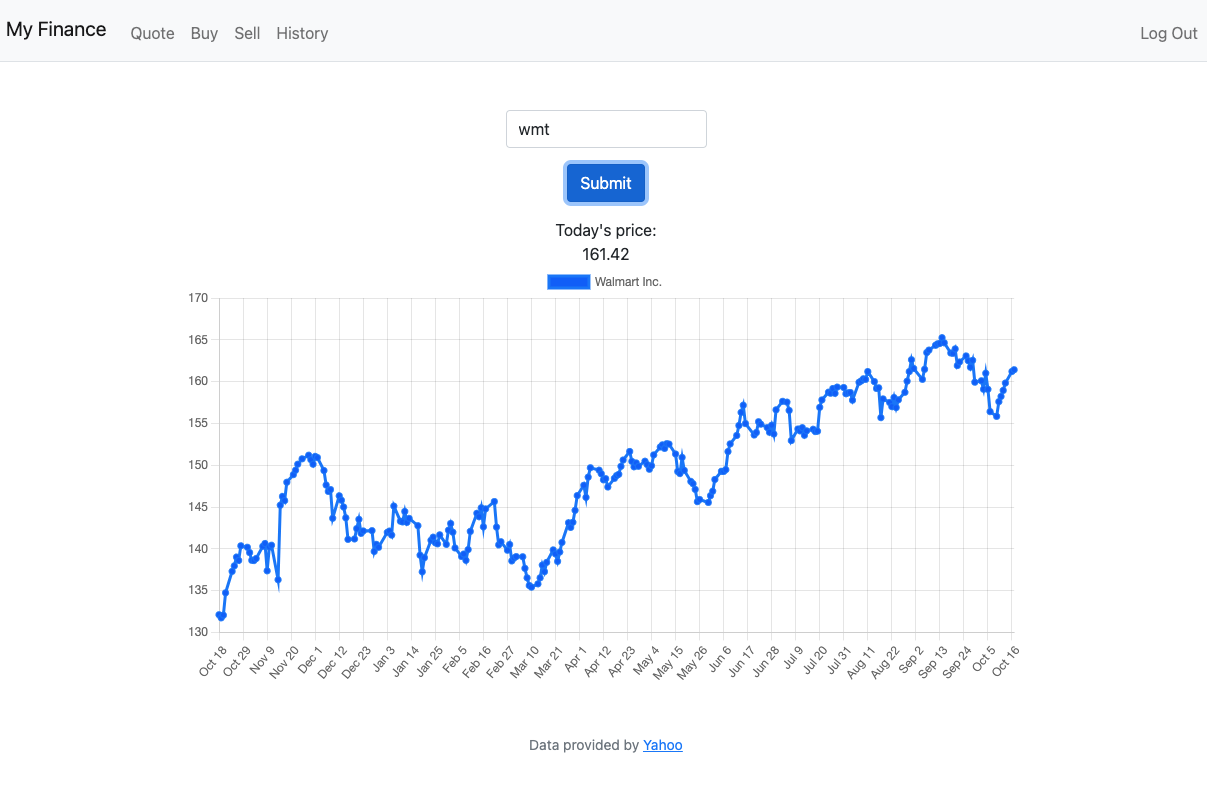 My Finance Quote Buy Sell History Log Out
wmt
Submit
Today's price:
161.42
Walmart Inc.
170
165
160
155
150
145
140
135
130
Oct 18 Oct 29 Nov 9 Nov 20 Dec 1 Dec 12 Dec 23 Jan 3 Jan 14 Jan 25 Feb 5 Feb 16 Feb 27 Mar 10 Mar 21 Apr 1 Apr 12 Apr 23 May 4 May 15 May 26 Jun 6 Jun 17 Jun 28 Jul 9 Jul 20 Jul 31 Aug 11 Aug 22 Sep 2 Sep 13 Sep 24 Oct 5 Oct 16
Data provided by Yahoo